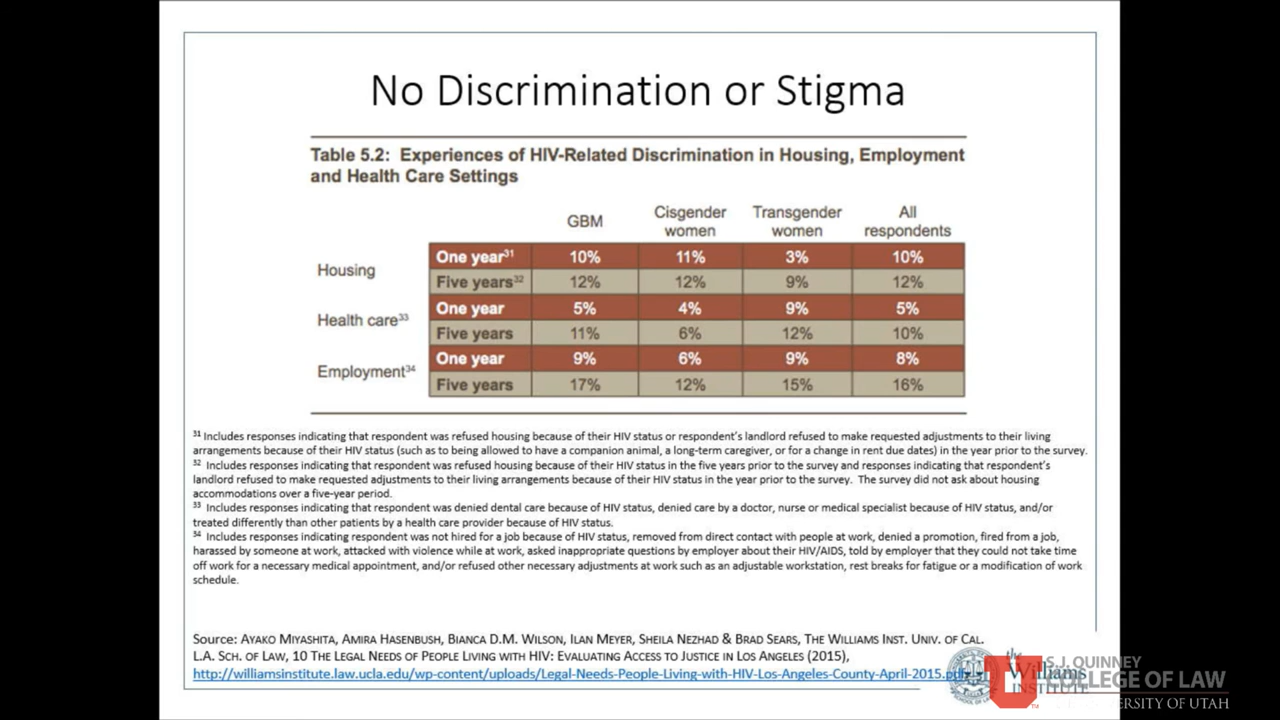 No Discrimination or Stigma
Table 5.2: Experiences of HIV-Related Discrimination in Housing, Employment
and Health Care Settings
GBM Cisgender women Transgender women All respondents
Housing One year31 10% 11% 3% 10%
Five years32 12% 12% 9% 12%
Health care33 One year 5% 4% 9% 5%
Five years 11% 6% 12% 10%
Employment34 One year 9% 6% 9% 8%
Five years 17% 12% 15% 16%
31 Includes responses indicating that respondent was refused housing because of their HIV status or respondent's landlord refused to make requested adjustments to their living
arrangements because of their HIV status (such as to being allowed to have a companion animal, a long-term caregiver, or for a change in rent due dates) in the year prior to the survey.
32 Includes responses indicating that respondent was refused housing because of their HIV status in the five years prior to the survey and responses indicating that respondent's
landlord refused to make requested adjustments to their living arrangements because of their HIV status in the year prior to the survey. The survey did not ask about housing
accommodations over a five-year period.
33 Includes responses indicating that respondent was denied dental care because of HIV status, denied care by a doctor, nurse or medical specialist because of HIV status, and/or
treated differently than other patients by a health care provider because of HIV status.
34 Includes responses indicating respondent was not hired for a job because of HIV status, removed from direct contact with people at work, denied a promotion, fired from a job,
harassed by someone at work, attacked with violence while at work, asked inappropriate questions by employer about their HIV/AIDS, told by employer that they could not take time
off work for a necessary medical appointment, and/or refused other necessary adjustments at work such as an adjustable workstation, rest breaks for fatigue or a modification of work
schedule.
Source: AYAKO MIYASHITA, AMIRA HASENBUSH, BIANCA D.M. WILSON, ILAN MEYER, SHEILA NEZHAD & BRAD SEARS, THE WILLIAMS INST. UNIV. OF CAL.
L.A. SCH. OF LAW, 10 THE LEGAL NEEDS OF PEOPLE LIVING WITH HIV: EVALUATING ACCESS TO JUSTICE IN LOS ANGELES (2015),
http://williamsinstitute.law.ucla.edu/wp-content/uploads/Legal-Needs-People-Living-with-HIV-Los-Angeles-County-April-2015.pdf
the
Williams
INSTITUTE
S.J. QUINNEY
COLLEGE OF LAW
UNIVERSITY OF UTAH